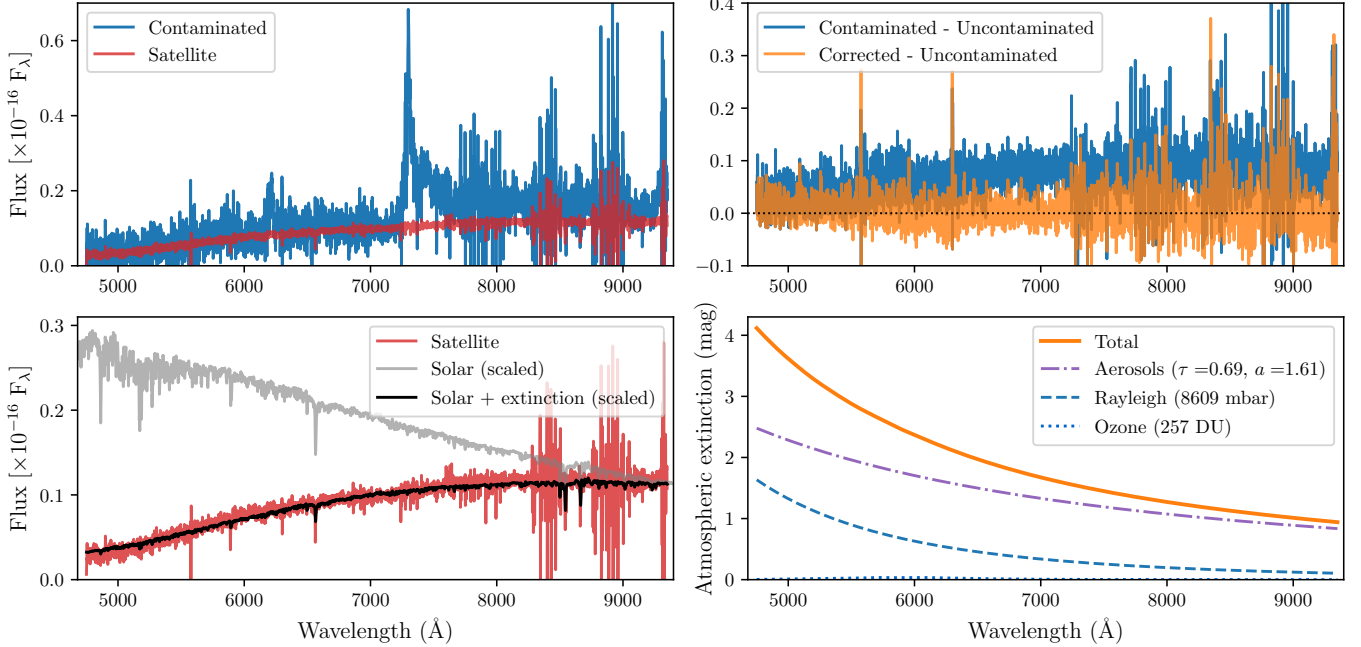 Flux [×10⁻¹⁶ F_λ]
0.6
0.4
0.2
0.0
Contaminated
Satellite
5000 6000 7000 8000 9000
0.4
0.3
0.2
0.1
0.0
−0.1
Contaminated - Uncontaminated
Corrected - Uncontaminated
5000 6000 7000 8000 9000
Flux [×10⁻¹⁶ F_λ]
0.3
0.2
0.1
0.0
Satellite
Solar (scaled)
Solar + extinction (scaled)
5000 6000 7000 8000 9000
Wavelength (Å)
Atmospheric extinction (mag)
4
3
2
1
0
Total
Aerosols (τ =0.69, a =1.61)
Rayleigh (8609 mbar)
Ozone (257 DU)
5000 6000 7000 8000 9000
Wavelength (Å)